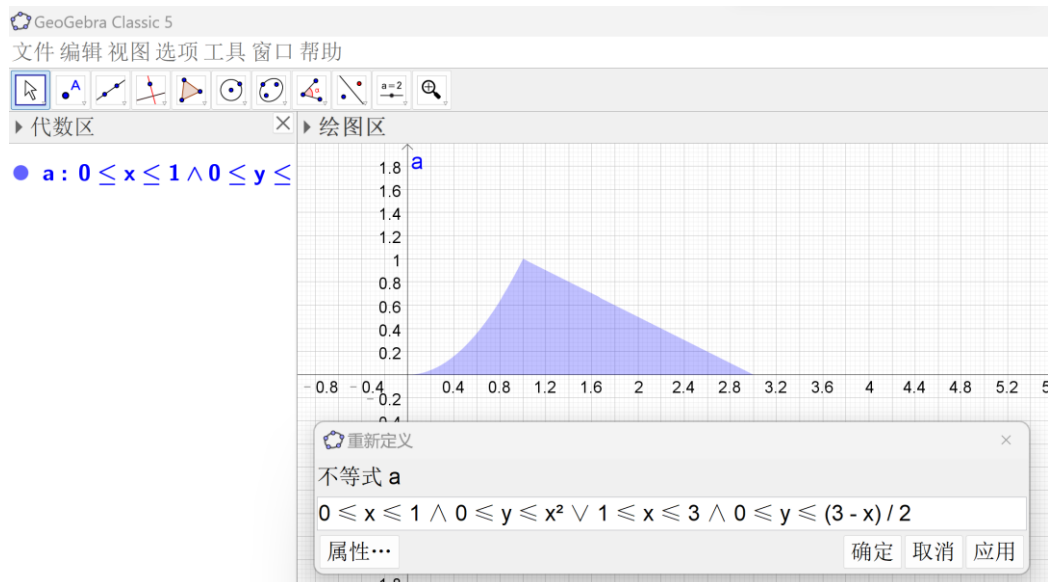 GeoGebra Classic 5
文件 编辑 视图 选项 工具 窗口 帮助
A
α
a=2
代数区
绘图区
a : 0 ≤ x ≤ 1 ∧ 0 ≤ y ≤
a
1.8
1.6
1.4
1.2
1
0.8
0.6
0.4
0.2
−0.8 −0.4 0.4 0.8 1.2 1.6 2 2.4 2.8 3.2 3.6 4 4.4 4.8 5.2 5
−0.2
重新定义
不等式 a
0 ≤ x ≤ 1 ∧ 0 ≤ y ≤ x² ∨ 1 ≤ x ≤ 3 ∧ 0 ≤ y ≤ (3 - x) / 2
属性… 确定 取消 应用